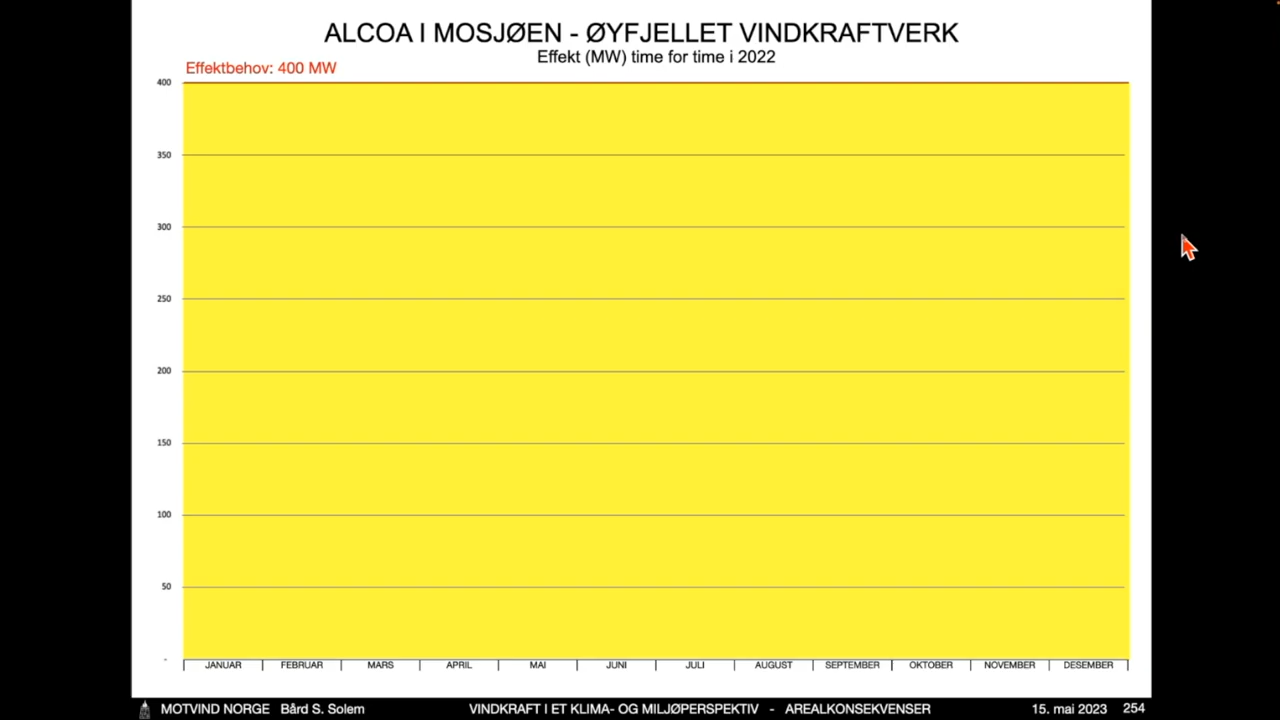 ALCOA I MOSJØEN - ØYFJELLET VINDKRAFTVERK
Effekt (MW) time for time i 2022
Effektbehov: 400 MW
400
350
300
250
200
150
100
50
-
JANUAR FEBRUAR MARS APRIL MAI JUNI JULI AUGUST SEPTEMBER OKTOBER NOVEMBER DESEMBER
MOTVIND NORGE Bård S. Solem VINDKRAFT I ET KLIMA- OG MILJØPERSPEKTIV - AREALKONSEKVENSER 15. mai 2023 254